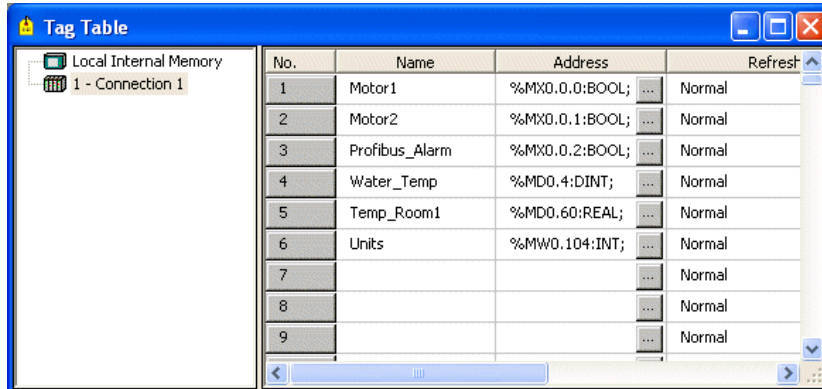 Tag Table
Local Internal Memory
1 - Connection 1
No. Name Address Refresh
1 Motor1 %MX0.0.0:BOOL; ... Normal
2 Motor2 %MX0.0.1:BOOL; ... Normal
3 Profibus_Alarm %MX0.0.2:BOOL; ... Normal
4 Water_Temp %MD0.4:DINT; ... Normal
5 Temp_Room1 %MD0.60:REAL; ... Normal
6 Units %MW0.104:INT; ... Normal
7 ... Normal
8 ... Normal
9 ... Normal